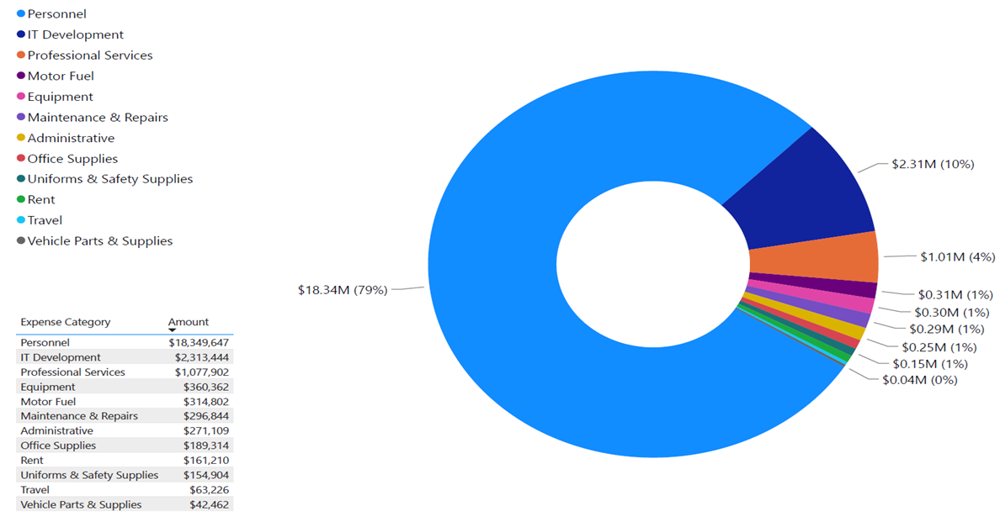 Personnel
IT Development
Professional Services
Motor Fuel
Equipment
Maintenance & Repairs
Administrative
Office Supplies
Uniforms & Safety Supplies
Rent
Travel
Vehicle Parts & Supplies
$2.31M (10%)
$1.01M (4%)
$18.34M (79%)
$0.31M (1%)
$0.30M (1%)
$0.29M (1%)
$0.25M (1%)
$0.15M (1%)
$0.04M (0%)
Expense Category Amount
Personnel $18,349,647
IT Development $2,313,444
Professional Services $1,077,902
Equipment $360,362
Motor Fuel $314,802
Maintenance & Repairs $296,844
Administrative $271,109
Office Supplies $189,314
Rent $161,210
Uniforms & Safety Supplies $154,904
Travel $63,226
Vehicle Parts & Supplies $42,462